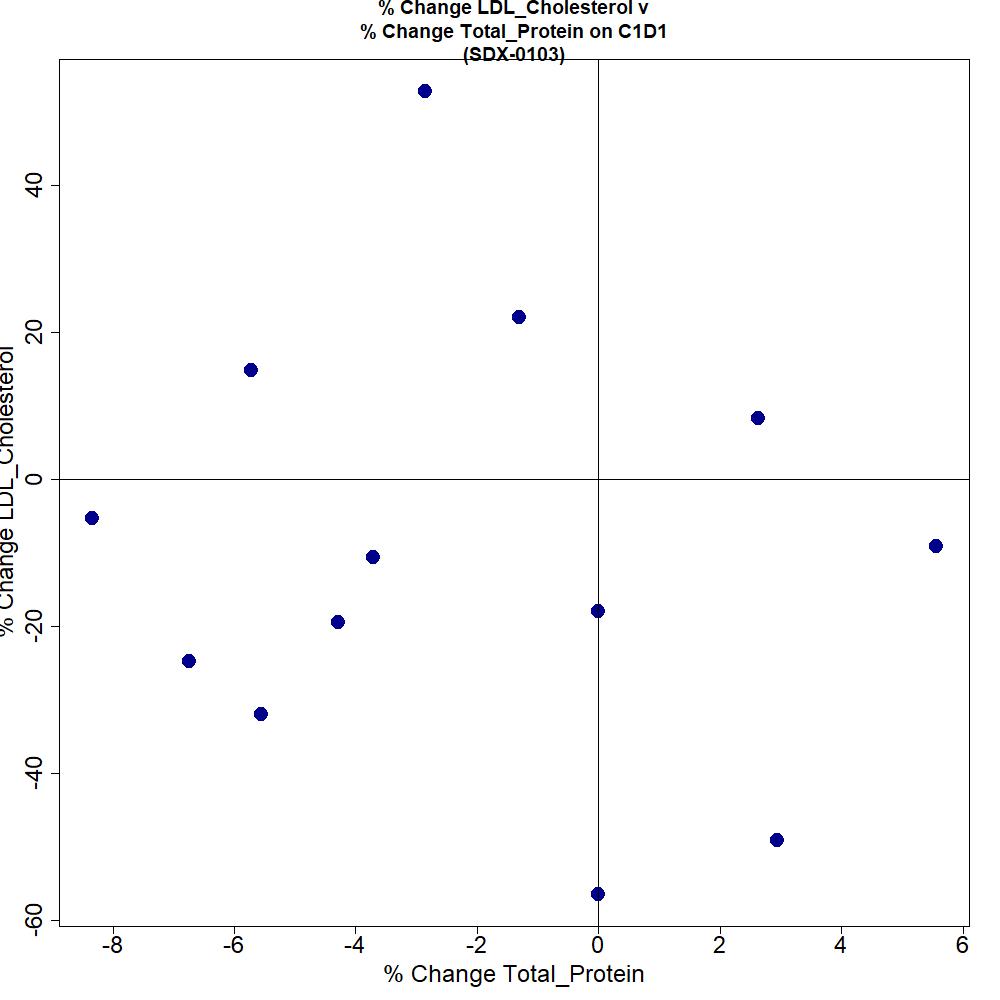 % Change LDL_Cholesterol v
% Change Total_Protein on C1D1
(SDX-0103)
% Change LDL_Cholesterol
40
20
0
-20
-40
-60
-8
-6
-4
-2
0
2
4
6
% Change Total_Protein